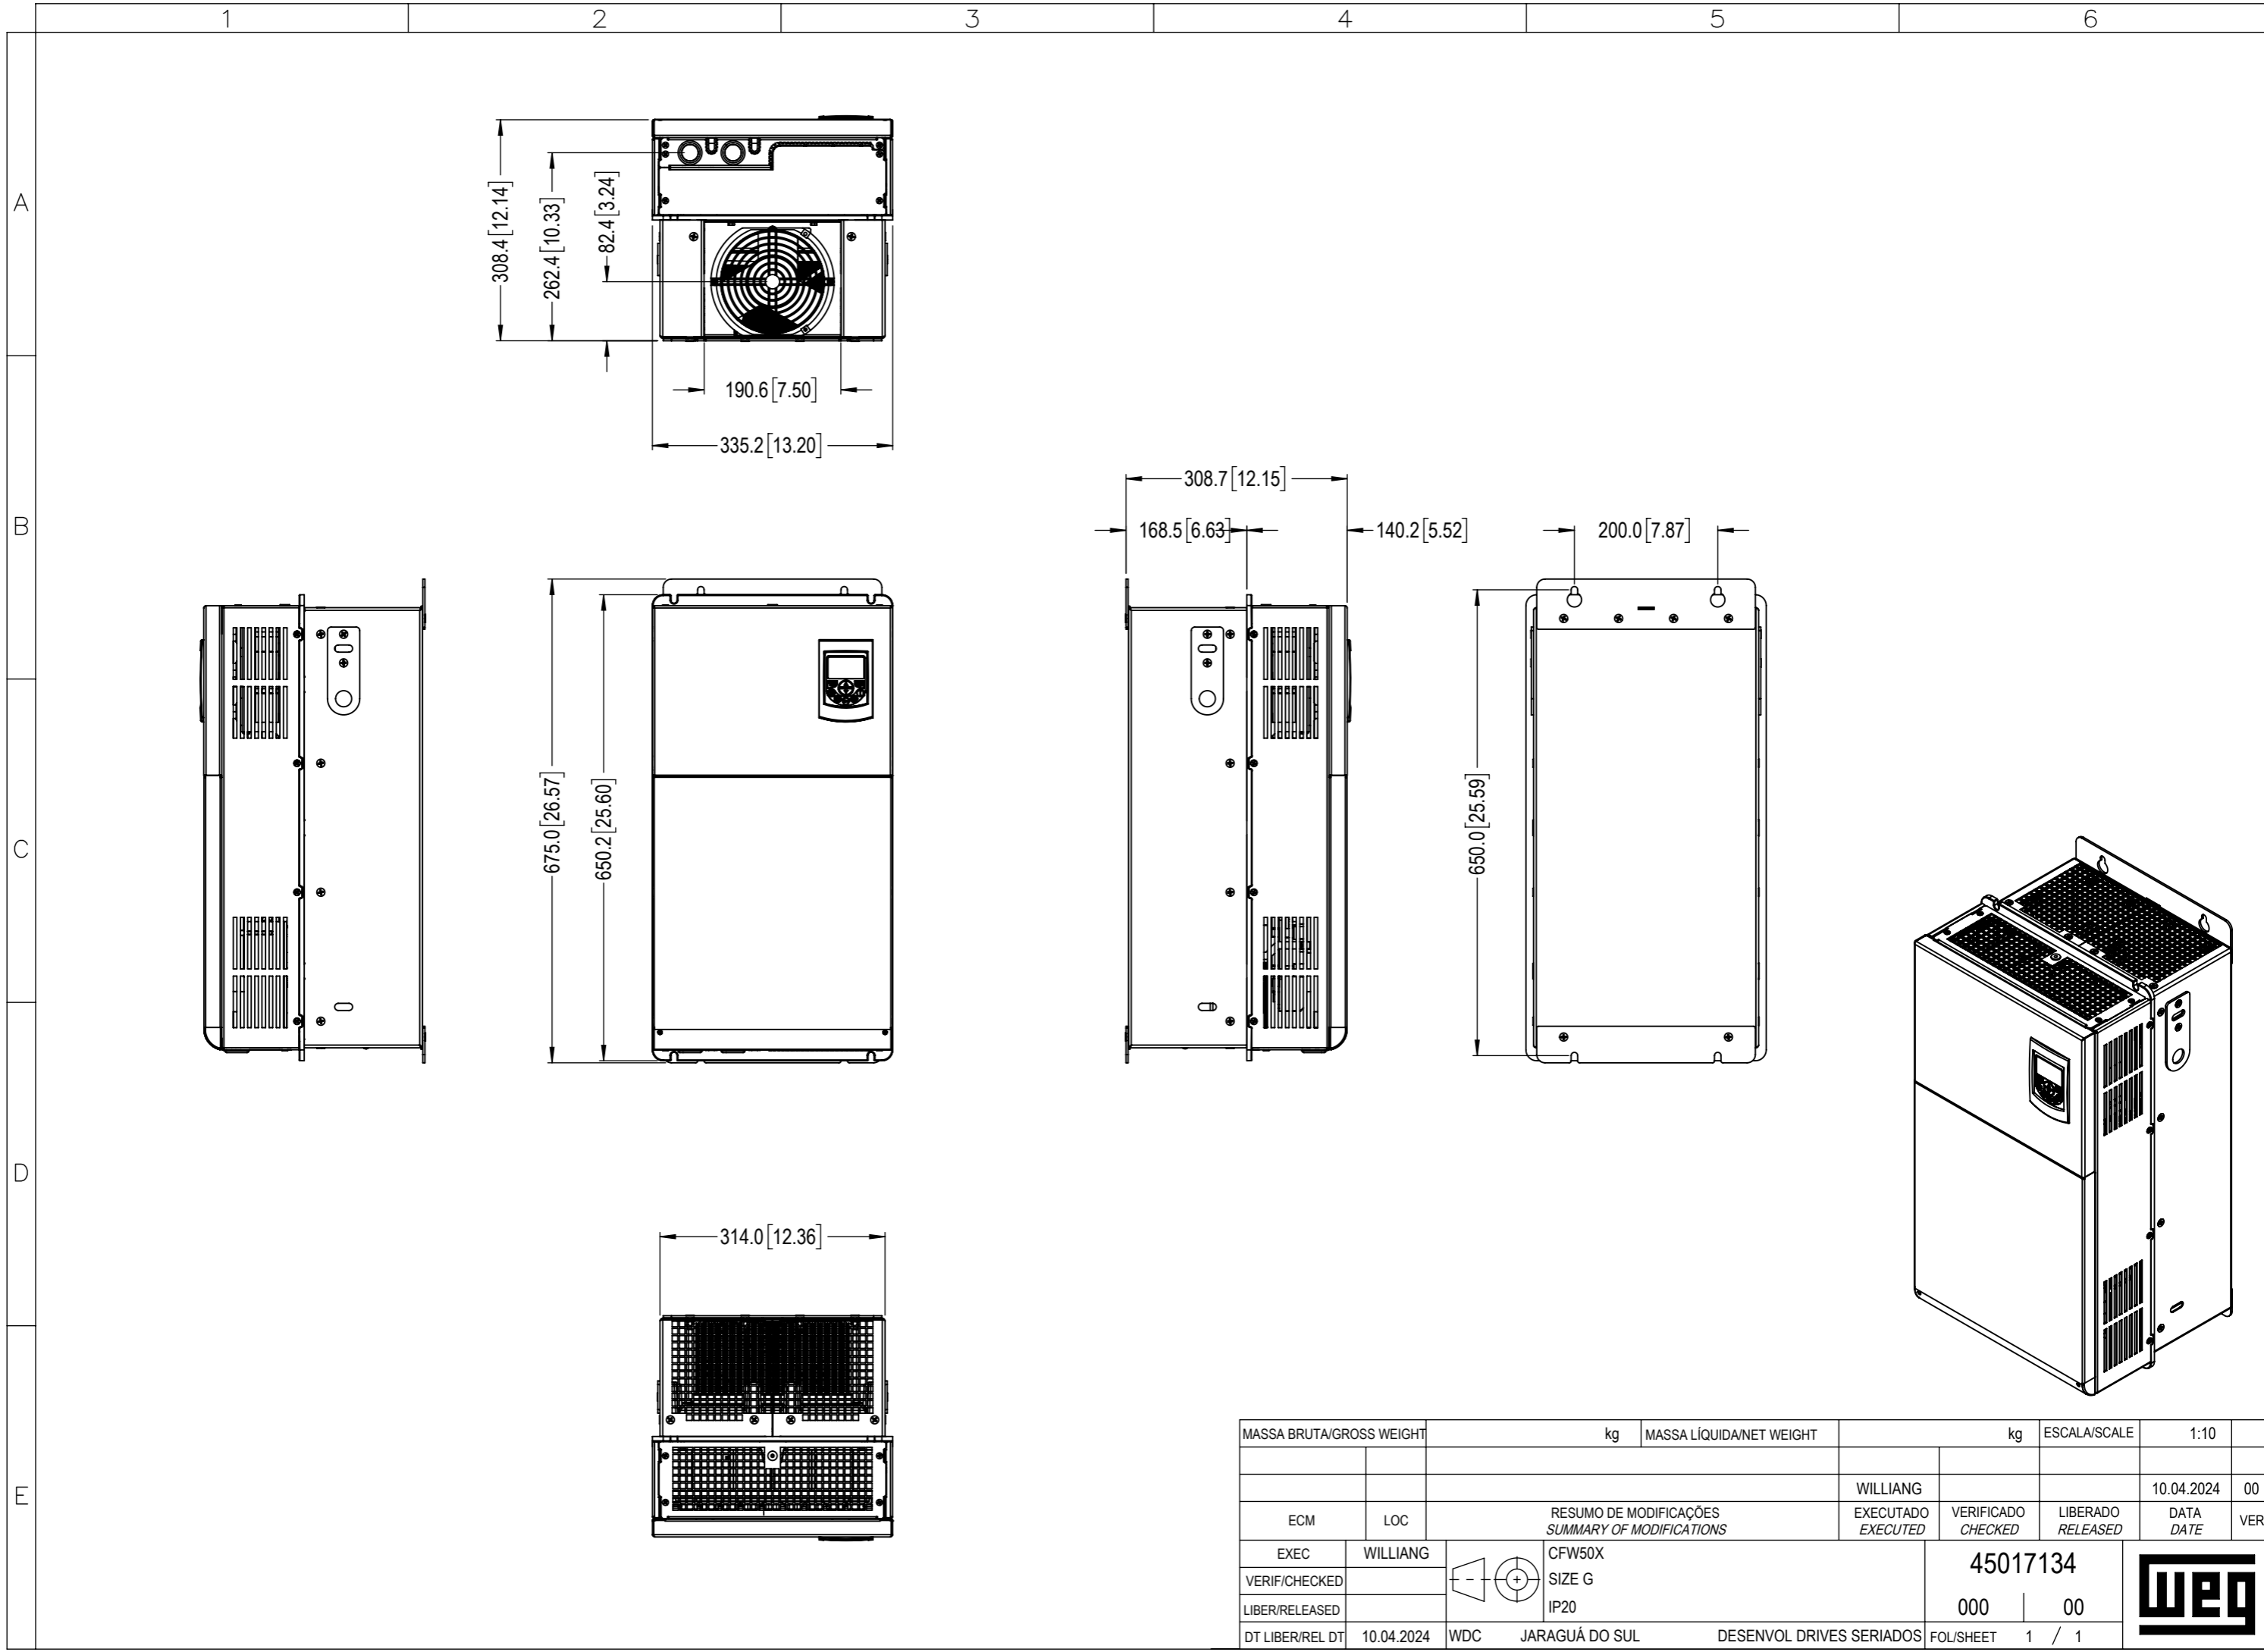 1 2 3 4 5 6
A
B
C
D
E
308.4[12.14]
262.4[10.33]
82.4[3.24]
190.6[7.50]
335.2[13.20]
308.7[12.15]
168.5[6.63]
140.2[5.52]
200.0[7.87]
675.0[26.57]
650.2[25.60]
650.0[25.59]
314.0[12.36]
MASSA BRUTA/GROSS WEIGHT kg MASSA LÍQUIDA/NET WEIGHT kg ESCALA/SCALE 1:10
WILLIANG 10.04.2024 00
ECM LOC RESUMO DE MODIFICAÇÕES EXECUTADO VERIFICADO LIBERADO DATA VER
SUMMARY OF MODIFICATIONS EXECUTED CHECKED RELEASED DATE
EXEC WILLIANG CFW50X 45017134
VERIF/CHECKED SIZE G
LIBER/RELEASED IP20 000 00
DT LIBER/REL DT 10.04.2024 WDC JARAGUÁ DO SUL DESENVOL DRIVES SERIADOS FOL/SHEET 1 / 1
weg